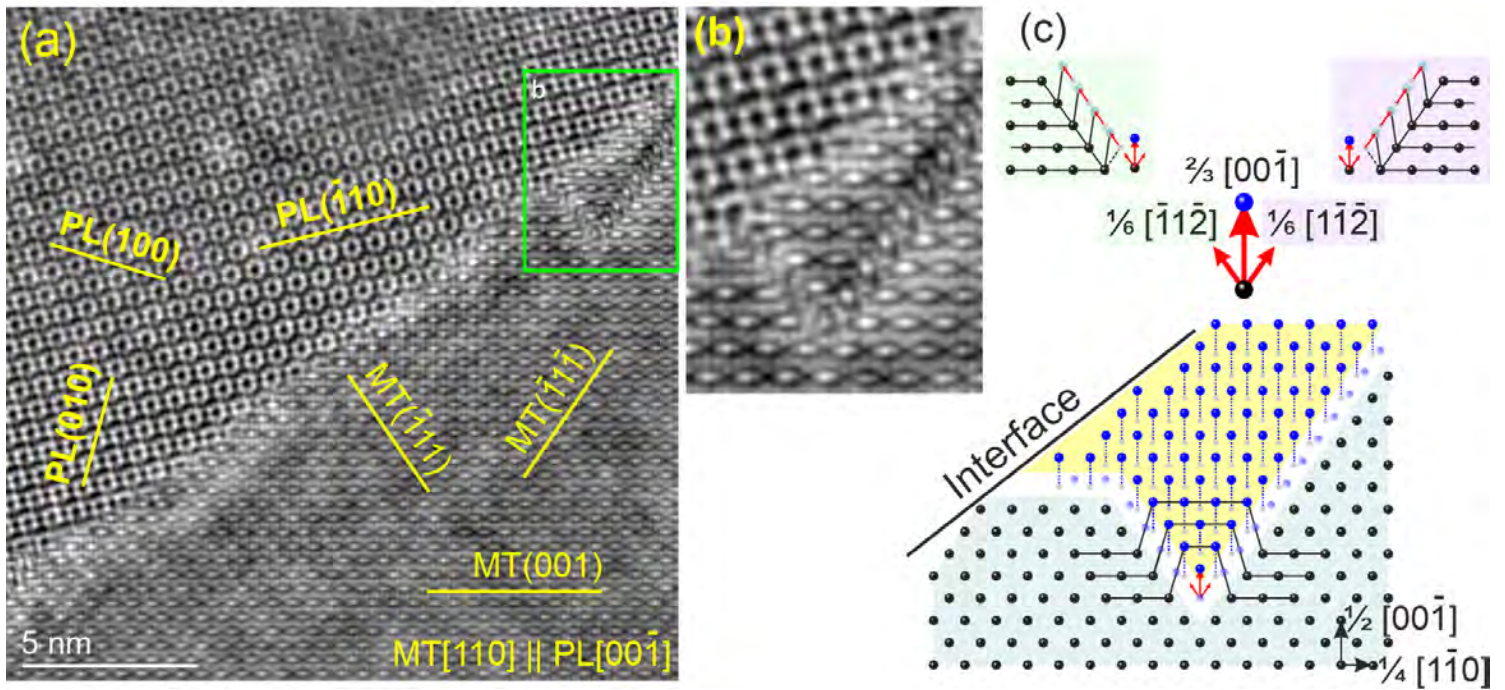 (a)
b
PL(100)
PL(1̄10)
PL(010)
MT(1̄11)
MT(1̄1̄1)
MT(001)
5 nm
MT[110] || PL[001̄]
(b)
(c)
⅔ [001̄]
⅙ [1̄12̄]
⅙ [11̄2̄]
Interface
½ [001̄]
¼ [11̄0]